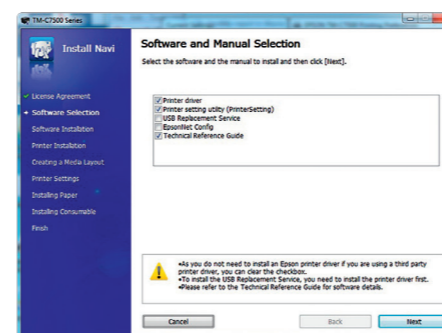 TM-C7500 Series
Install Navi
License Agreement
Software Selection
Software Installation
Printer Installation
Creating a Media Layout
Printer Settings
Installing Paper
Installing Consumable
Finish
Software and Manual Selection
Select the software and the manual to install and then click [Next].
Printer driver
Printer setting utility (PrinterSetting)
USB Replacement Service
EpsonNet Config
Technical Reference Guide
•As you do not need to install an Epson printer driver if you are using a third party
printer driver, you can clear the checkbox.
•To install the USB Replacement Service, you need to install the printer driver first.
•Please refer to the Technical Reference Guide for software details.
Cancel
Back
Next